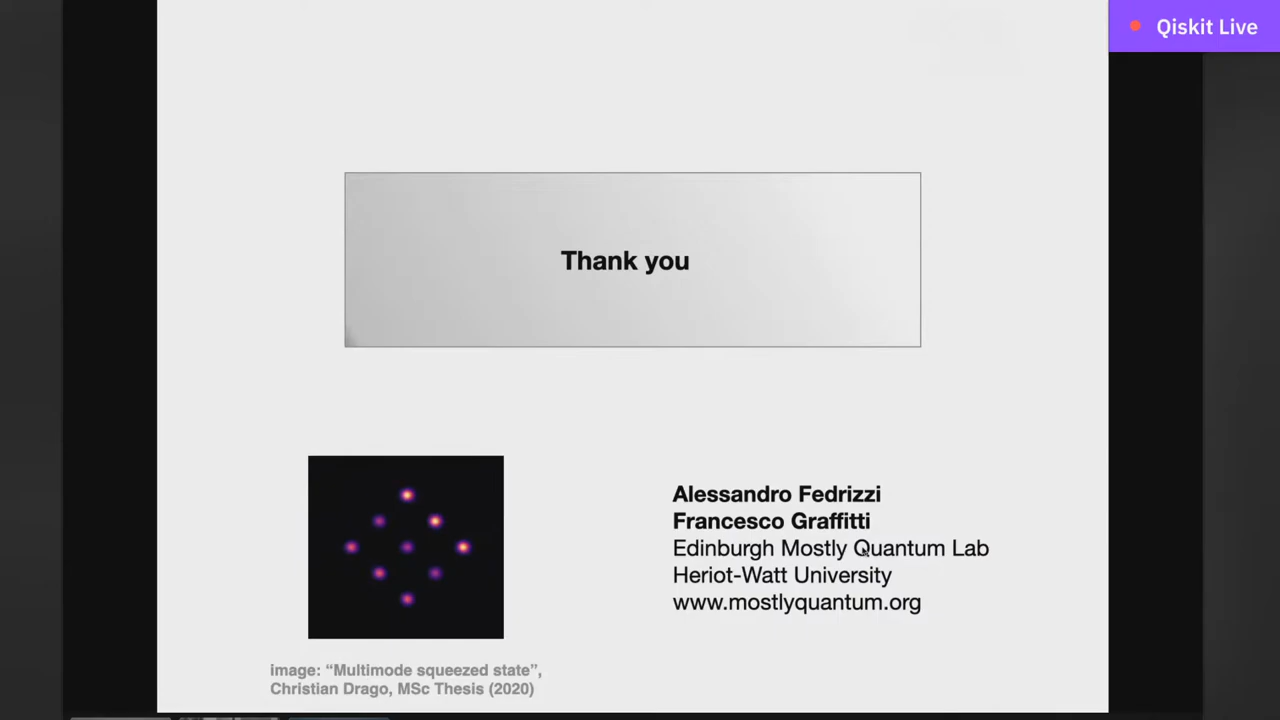 Qiskit Live
Thank you
Alessandro Fedrizzi
Francesco Graffitti
Edinburgh Mostly Quantum Lab
Heriot-Watt University
www.mostlyquantum.org
image: “Multimode squeezed state”,
Christian Drago, MSc Thesis (2020)